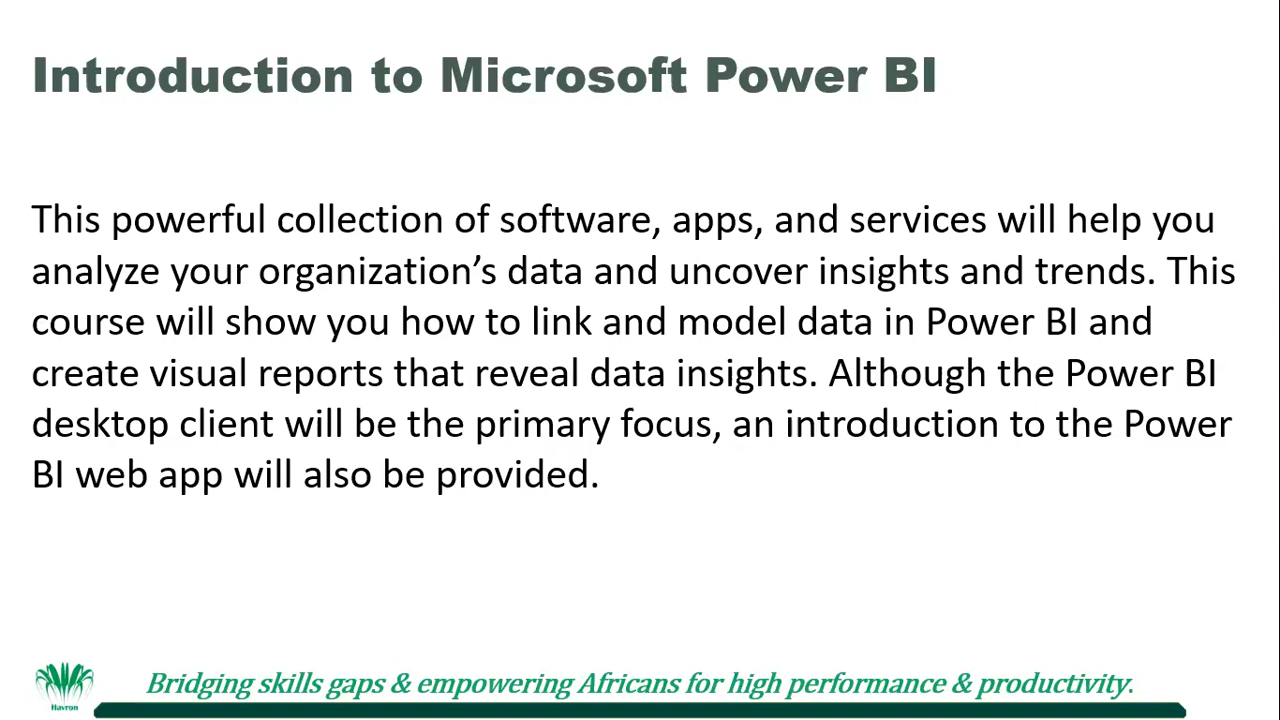 Introduction to Microsoft Power BI
This powerful collection of software, apps, and services will help you
analyze your organization’s data and uncover insights and trends. This
course will show you how to link and model data in Power BI and
create visual reports that reveal data insights. Although the Power BI
desktop client will be the primary focus, an introduction to the Power
BI web app will also be provided.
Bridging skills gaps & empowering Africans for high performance & productivity.
Havron